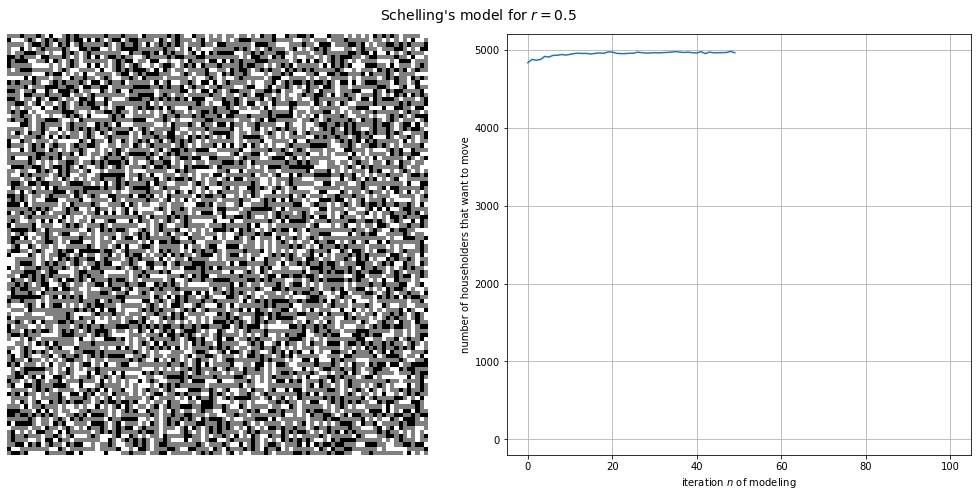 Schelling's model for r = 0.5
number of householders that want to move
5000
4000
3000
2000
1000
0
0 20 40 60 80 100
iteration n of modeling